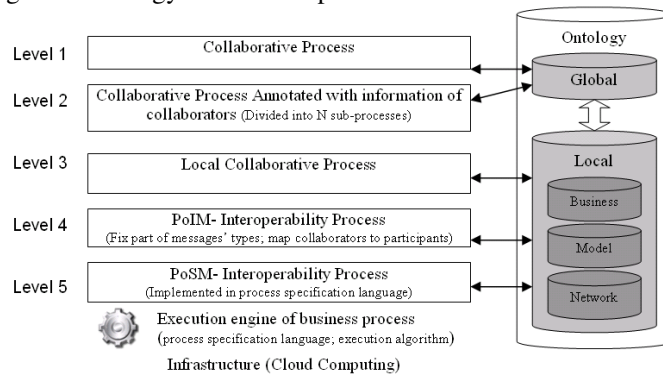 Level 1
Collaborative Process
Level 2
Collaborative Process Annotated with information of
collaborators (Divided into N sub-processes)
Level 3
Local Collaborative Process
Level 4
PoIM- Interoperability Process
(Fix part of messages' types; map collaborators to participants)
Level 5
PoSM- Interoperability Process
(Implemented in process specification language)
Execution engine of business process
(process specification language; execution algorithm)
Infrastructure (Cloud Computing)
Ontology
Global
Local
Business
Model
Network